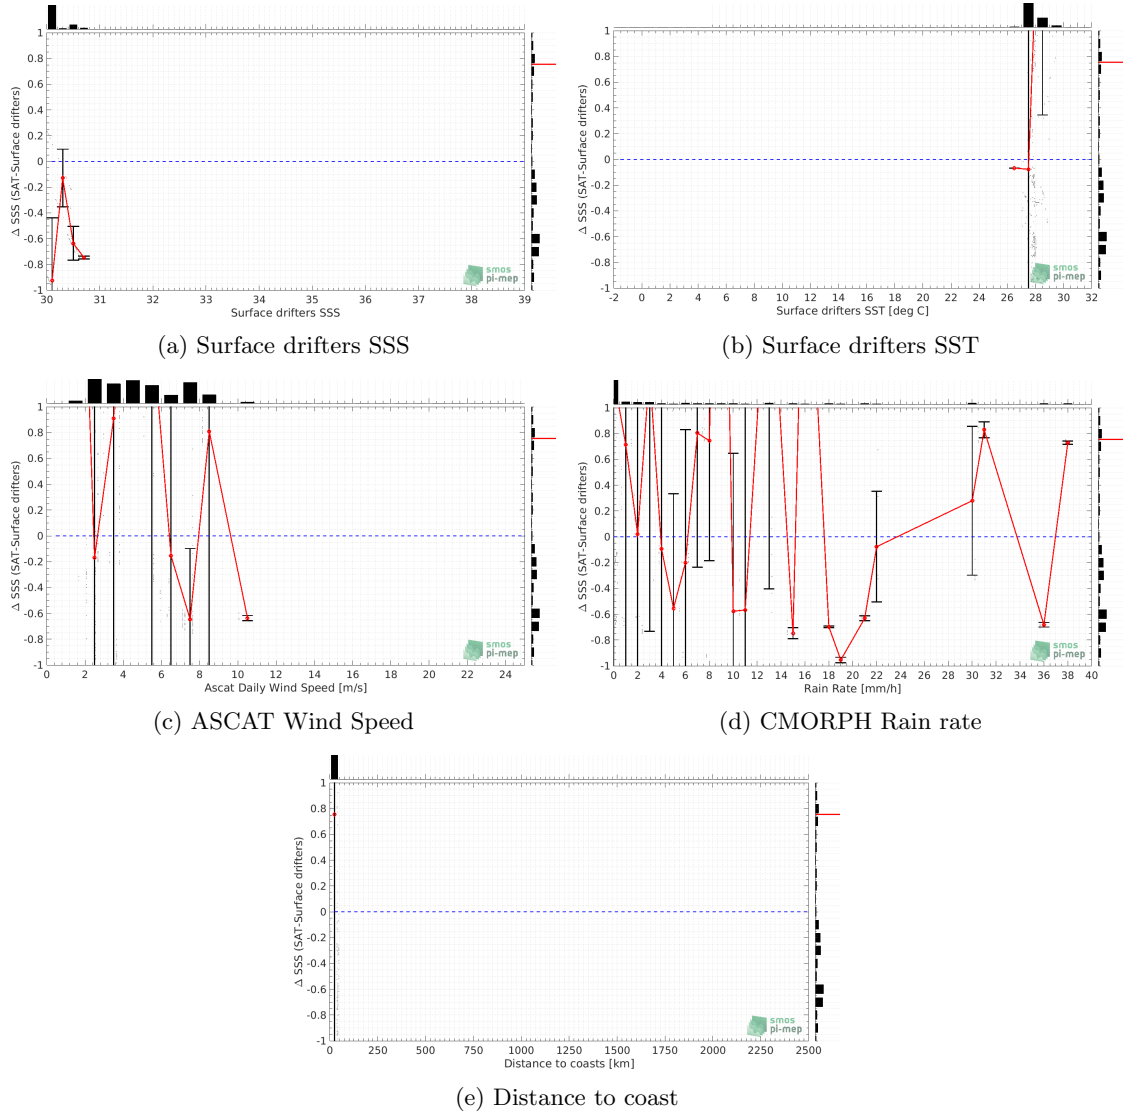 Δ SSS (SAT-Surface drifters)
1
0.8
0.6
0.4
0.2
0
-0.2
-0.4
-0.6
-0.8
-1
30 31 32 33 34 35 36 37 38 39
Surface drifters SSS
smos
pi-mep
(a) Surface drifters SSS
Δ SSS (SAT-Surface drifters)
1
0.8
0.6
0.4
0.2
0
-0.2
-0.4
-0.6
-0.8
-1
-2 0 2 4 6 8 10 12 14 16 18 20 22 24 26 28 30 32
Surface drifters SST [deg C]
smos
pi-mep
(b) Surface drifters SST
Δ SSS (SAT-Surface drifters)
1
0.8
0.6
0.4
0.2
0
-0.2
-0.4
-0.6
-0.8
-1
0 2 4 6 8 10 12 14 16 18 20 22 24
Ascat Daily Wind Speed [m/s]
smos
pi-mep
(c) ASCAT Wind Speed
Δ SSS (SAT-Surface drifters)
1
0.8
0.6
0.4
0.2
0
-0.2
-0.4
-0.6
-0.8
-1
0 2 4 6 8 10 12 14 16 18 20 22 24 26 28 30 32 34 36 38 40
Rain Rate [mm/h]
smos
pi-mep
(d) CMORPH Rain rate
Δ SSS (SAT-Surface drifters)
1
0.8
0.6
0.4
0.2
0
-0.2
-0.4
-0.6
-0.8
-1
0 250 500 750 1000 1250 1500 1750 2000 2250 2500
Distance to coasts [km]
smos
pi-mep
(e) Distance to coast